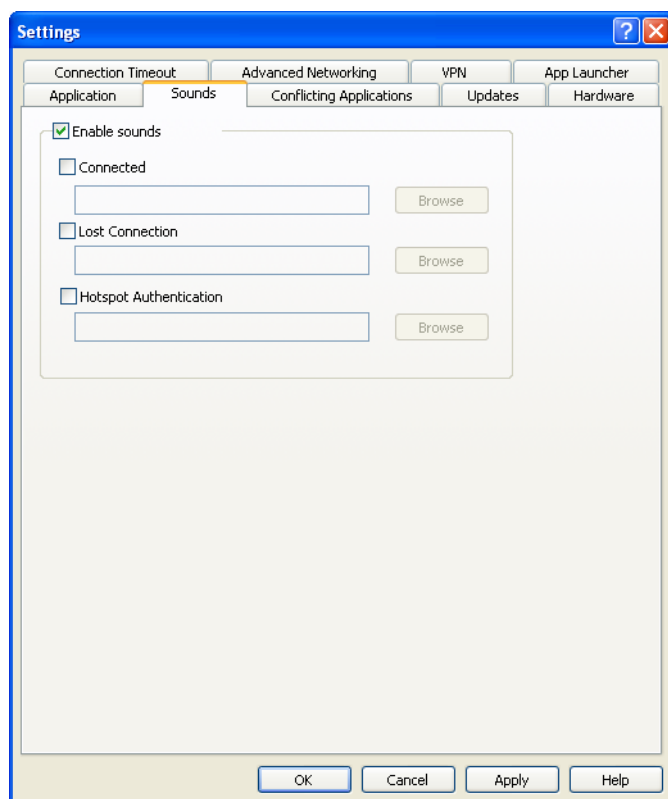 Settings
Connection Timeout Advanced Networking VPN App Launcher
Application Sounds Conflicting Applications Updates Hardware
Enable sounds
Connected
Browse
Lost Connection
Browse
Hotspot Authentication
Browse
OK Cancel Apply Help